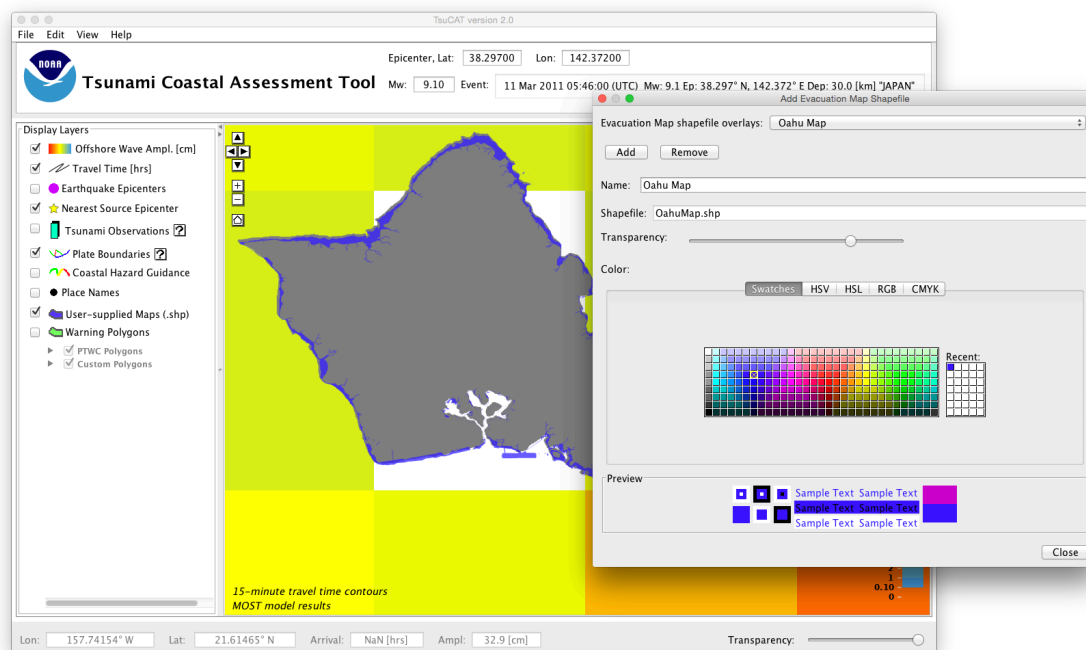 TsuCAT version 2.0
File Edit View Help
NOAA
Tsunami Coastal Assessment Tool
Epicenter, Lat: 38.29700 Lon: 142.37200
Mw: 9.10 Event: 11 Mar 2011 05:46:00 (UTC) Mw: 9.1 Ep: 38.297° N, 142.372° E Dep: 30.0 [km] "JAPAN"
Display Layers
Offshore Wave Ampl. [cm]
Travel Time [hrs]
Earthquake Epicenters
Nearest Source Epicenter
Tsunami Observations ?
Plate Boundaries ?
Coastal Hazard Guidance
Place Names
User-supplied Maps (.shp)
Warning Polygons
PTWC Polygons
Custom Polygons
15-minute travel time contours
MOST model results
2
1
0.10
0
Lon: 157.74154° W Lat: 21.61465° N Arrival: NaN [hrs] Ampl: 32.9 [cm] Transparency:
Add Evacuation Map Shapefile
Evacuation Map shapefile overlays: Oahu Map
Add Remove
Name: Oahu Map
Shapefile: OahuMap.shp
Transparency:
Color:
Swatches HSV HSL RGB CMYK
Recent:
Preview
Sample Text Sample Text
Sample Text Sample Text
Sample Text Sample Text
Close